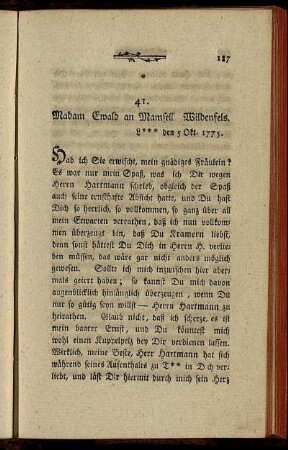 187
41.
Madam Ewald an Mamsell Wildenfels.
L*** den 5 Okt. 1775.
Hab ich Sie erwischt, mein gnädiges Fräulein?
Es war nur mein Spaß, was ich Dir wegen
Herrn Hartmann schrieb, obgleich der Spaß
auch seine ernsthafte Absicht hatte, und Du hast
Dich so herrlich, so vollkommen, so ganz über all
mein Erwarten verrathen, daß ich nun vollkom
men überzeugt bin, daß Du Kramern liebst,
denn sonst hättest Du Dich in Herrn H. verlie
ben müssen, das wäre gar nicht anders möglich
gewesen. Sollte ich mich inzwischen hier aber
mals geirrt haben; so kannst Du mich davon
augenblicklich hinlänglich überzeugen, wenn Du
nur so gütig seyn willst — Herrn Hartmann zu
heirathen. Glaub nicht, daß ich scherze, es ist
mein baarer Ernst, und Du könntest mich
wohl einen Kuppelpelz bey Dir verdienen lassen.
Wirklich, meine Beste, Herr Hartmann hat sich
während seines Aufenthalts zu T** in Dich ver
liebt, und läst Dir hiermit durch mich sein Herz